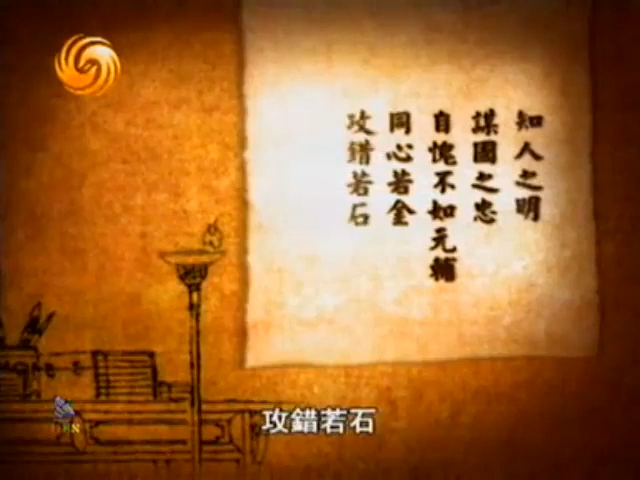 知人之明
謀國之忠
自愧不如元輔
同心若金
攻錯若石
攻錯若石